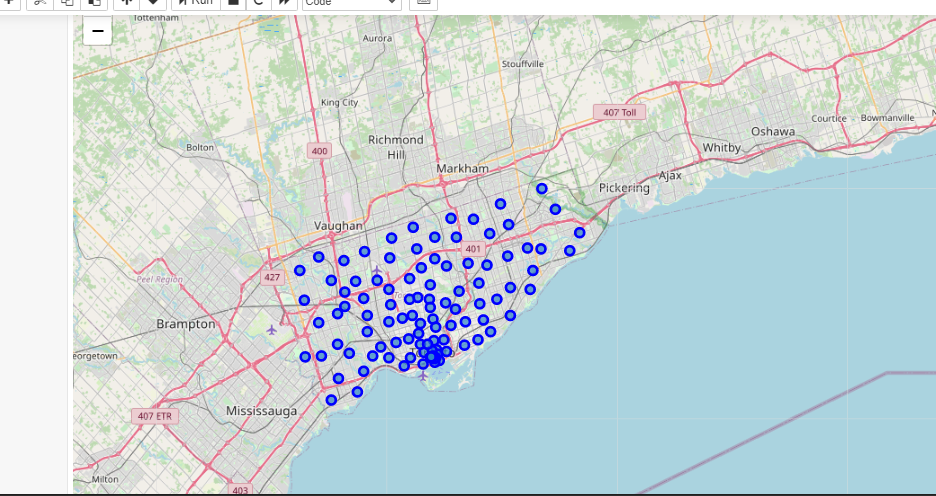 Run
Code
−
Tottenham
Aurora
Stouffville
King City
407 Toll
Courtice
Bowmanville
Oshawa
Richmond
Hill
Bolton
400
Whitby
Markham
Ajax
Pickering
Vaughan
401
427
Peel Region
Brampton
eorgetown
407 ETR
Mississauga
Milton
403